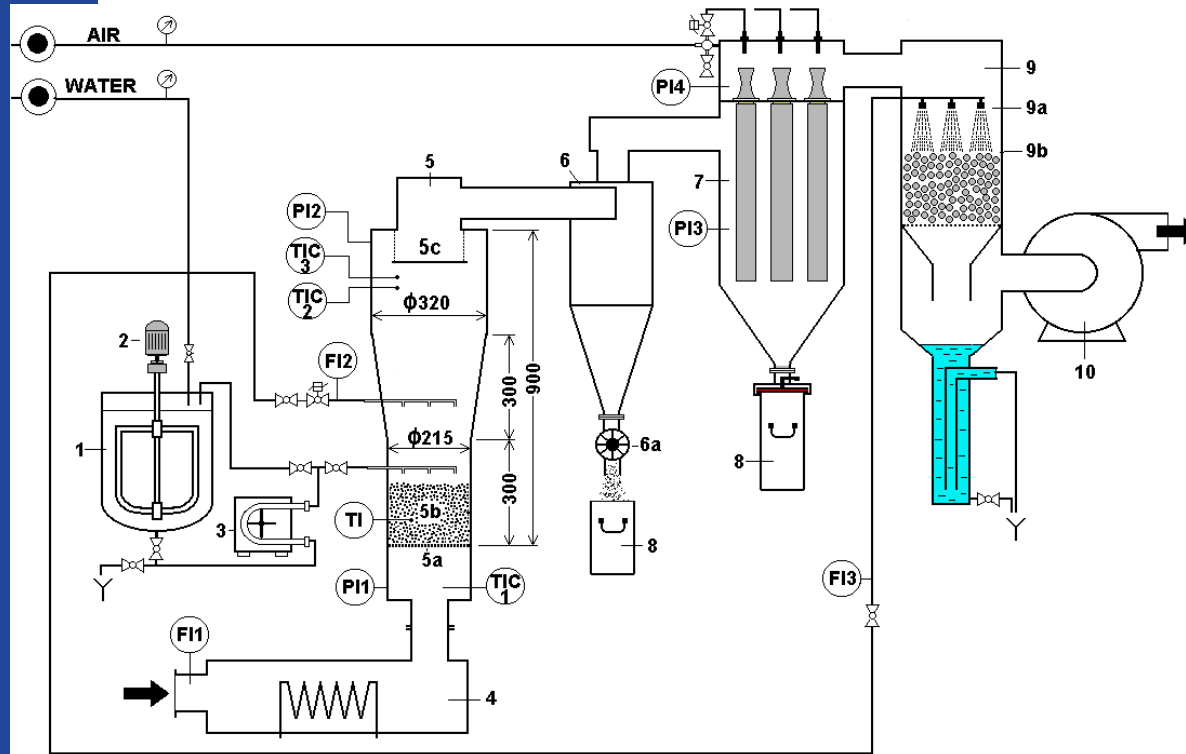 AIR
WATER
PI4
9
9a
9b
5
6
7
PI2
5c
PI3
TIC
3
TIC
2
ϕ320
2
FI2
300
900
10
1
ϕ215
6a
8
3
TI
5b
300
8
5a
PI1
TIC
1
FI3
FI1
4